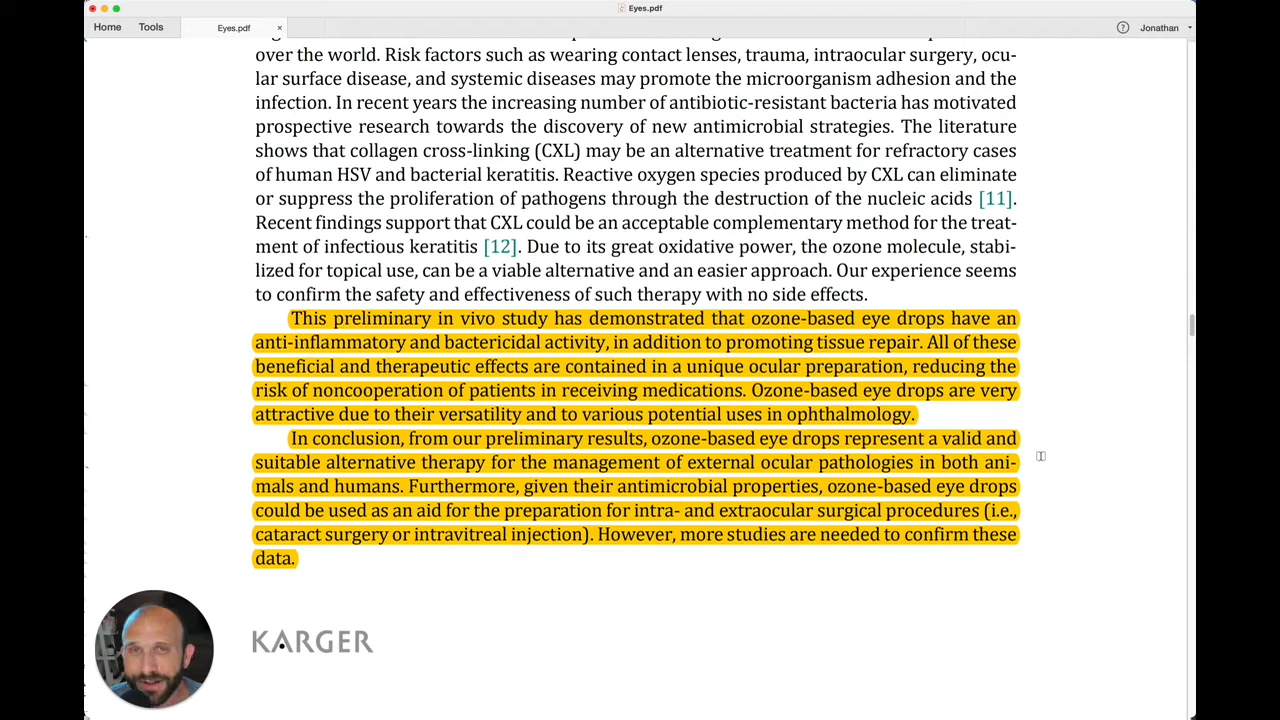 Eyes.pdf
Home Tools Eyes.pdf × ? Jonathan
over the world. Risk factors such as wearing contact lenses, trauma, intraocular surgery, ocu-
lar surface disease, and systemic diseases may promote the microorganism adhesion and the
infection. In recent years the increasing number of antibiotic-resistant bacteria has motivated
prospective research towards the discovery of new antimicrobial strategies. The literature
shows that collagen cross-linking (CXL) may be an alternative treatment for refractory cases
of human HSV and bacterial keratitis. Reactive oxygen species produced by CXL can eliminate
or suppress the proliferation of pathogens through the destruction of the nucleic acids [11].
Recent findings support that CXL could be an acceptable complementary method for the treat-
ment of infectious keratitis [12]. Due to its great oxidative power, the ozone molecule, stabi-
lized for topical use, can be a viable alternative and an easier approach. Our experience seems
to confirm the safety and effectiveness of such therapy with no side effects.
This preliminary in vivo study has demonstrated that ozone-based eye drops have an
anti-inflammatory and bactericidal activity, in addition to promoting tissue repair. All of these
beneficial and therapeutic effects are contained in a unique ocular preparation, reducing the
risk of noncooperation of patients in receiving medications. Ozone-based eye drops are very
attractive due to their versatility and to various potential uses in ophthalmology.
In conclusion, from our preliminary results, ozone-based eye drops represent a valid and
suitable alternative therapy for the management of external ocular pathologies in both ani-
mals and humans. Furthermore, given their antimicrobial properties, ozone-based eye drops
could be used as an aid for the preparation for intra- and extraocular surgical procedures (i.e.,
cataract surgery or intravitreal injection). However, more studies are needed to confirm these
data.
KARGER